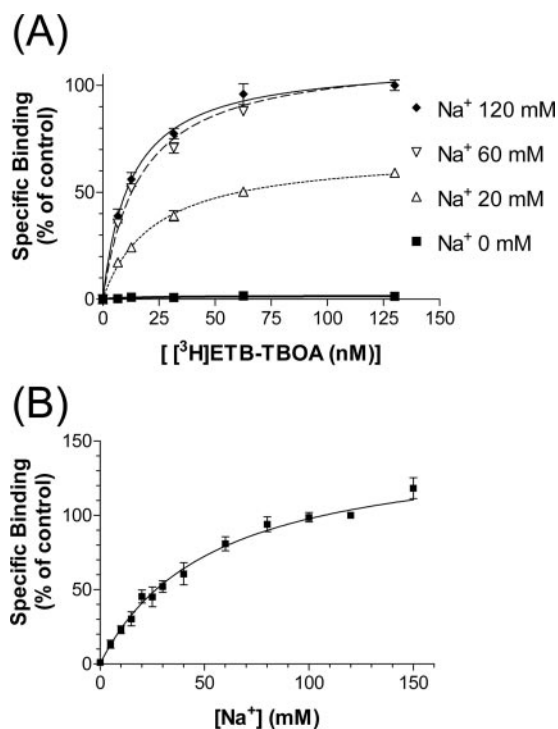 (A)
100
50
0
0 25 50 75 100 125 150
Specific Binding
(% of control)
[ [³H]ETB-TBOA (nM)]
Na⁺ 120 mM
Na⁺ 60 mM
Na⁺ 20 mM
Na⁺ 0 mM
(B)
150
100
50
0
0 50 100 150
Specific Binding
(% of control)
[Na⁺] (mM)